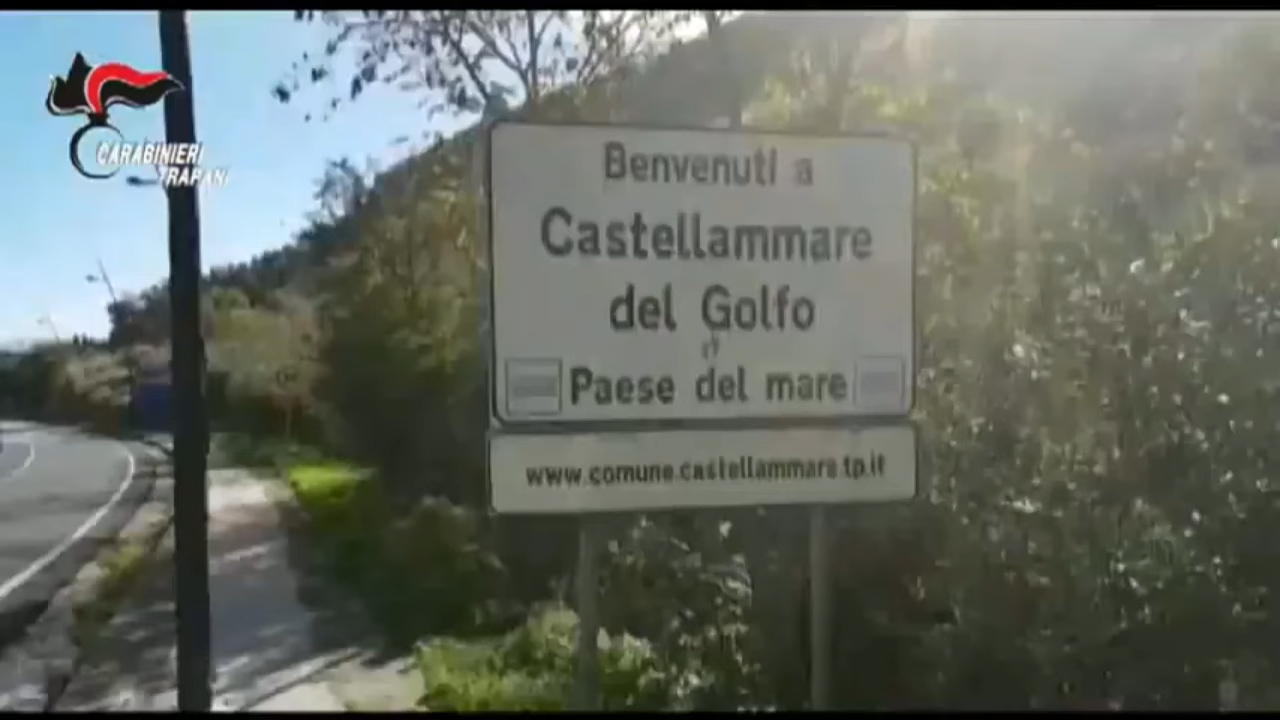 CARABINIERI
TRAPANI
Benvenuti a
Castellammare
del Golfo
Paese del mare
www.comune.castellammare.tp.it